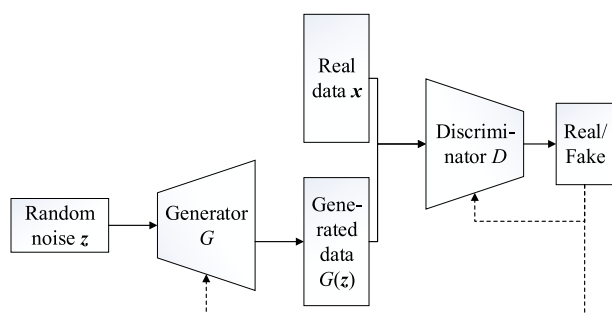 Real
data x
Discrimi-
nator D
Real/
Fake
Random
noise z
Generator
G
Gene-
rated
data
G(z)